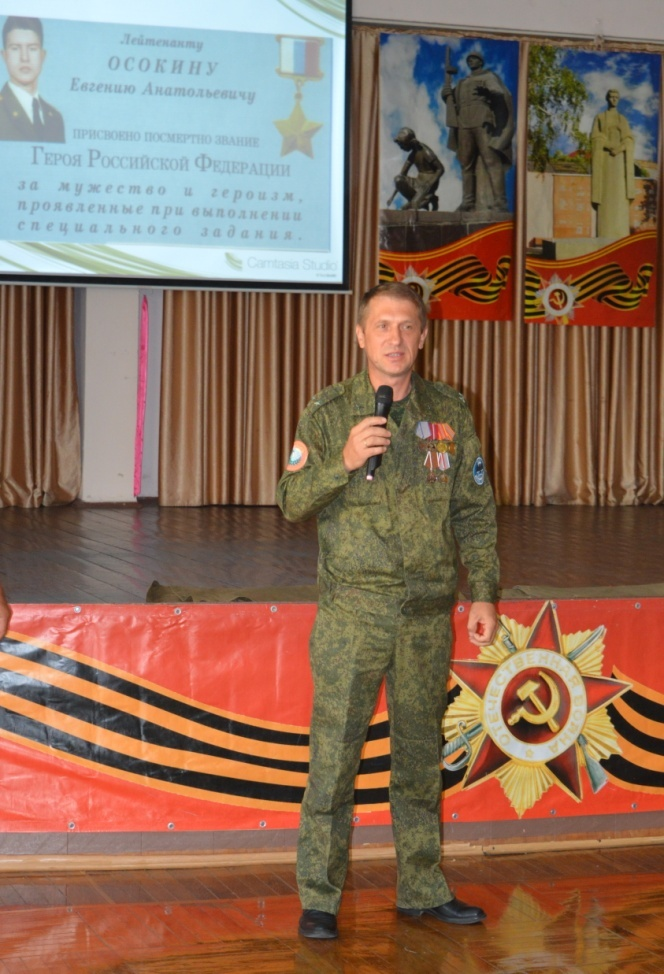 Лейтенанту
ОСОКИНУ
Евгению Анатольевичу
ПРИСВОЕНО ПОСМЕРТНО ЗВАНИЕ
ГЕРОЯ РОССИЙСКОЙ ФЕДЕРАЦИИ
за мужество и героизм,
проявленные при выполнении
специального задания.
Camtasia Studio
ОТЕЧЕСТВЕННАЯ ВОЙНА